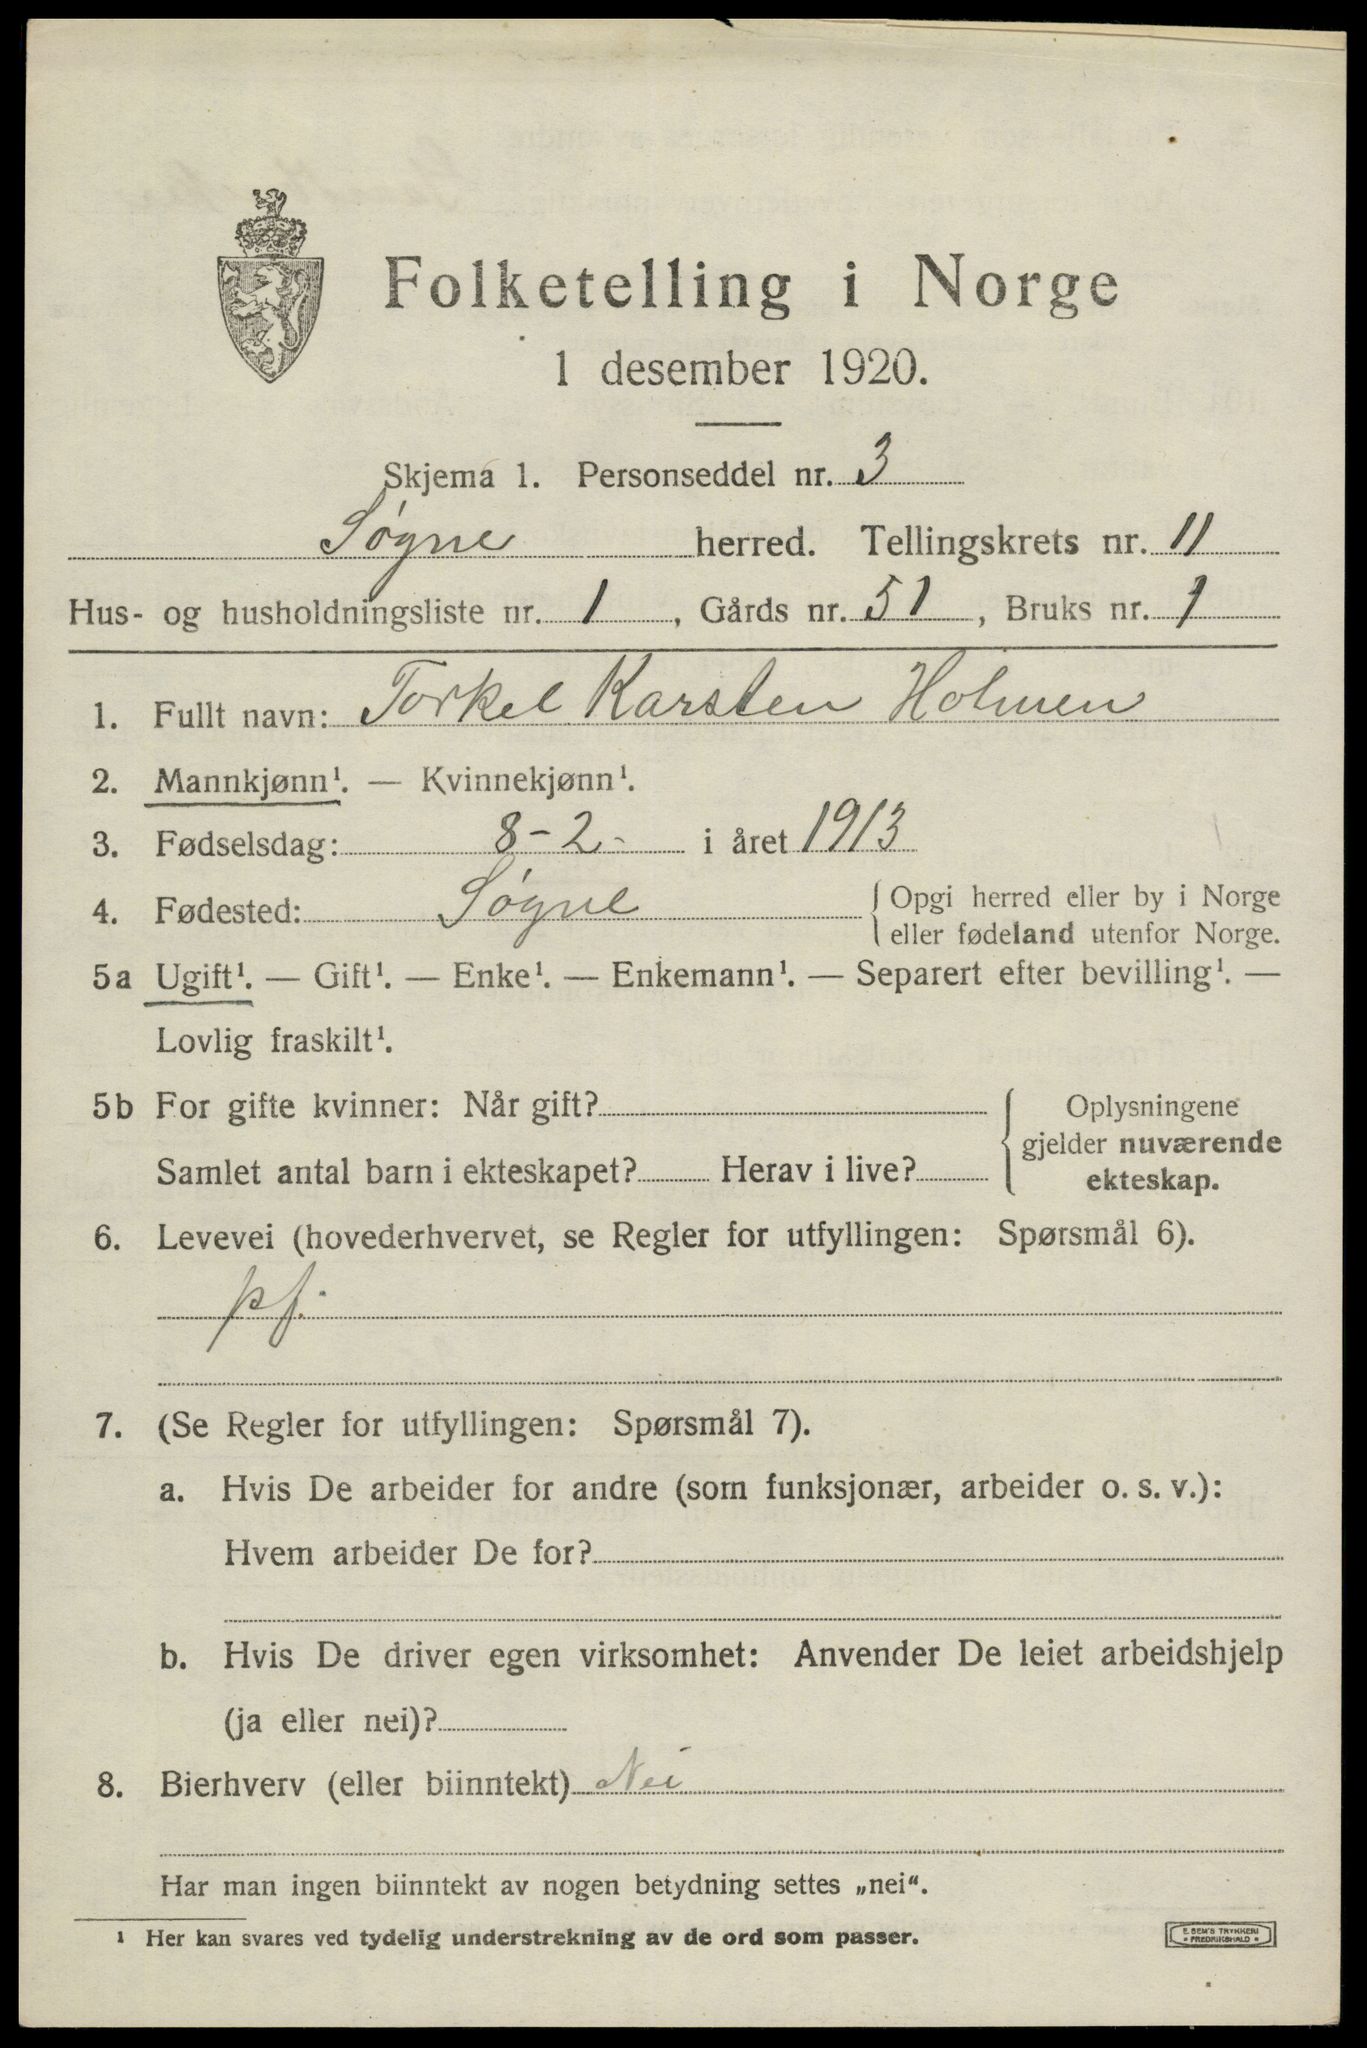 Folketelling i Norge
1 desember 1920.
Skjema 1. Personseddel nr. 3
Søgne herred. Tellingskrets nr. 11
Hus- og husholdningsliste nr. 1, Gårds nr. 51, Bruks nr. 1
1. Fullt navn: Torkel Karsten Holmen
2. Mannkjønn¹. — Kvinnekjønn¹.
3. Fødselsdag: 8-2- i året 1913
4. Fødested: Søgne {Opgi herred eller by i Norge
eller fødeland utenfor Norge.
5a Ugift¹. — Gift¹. — Enke¹. — Enkemann¹. — Separert efter bevilling¹. —
Lovlig fraskilt¹.
5b For gifte kvinner: Når gift?
Samlet antal barn i ekteskapet? Herav i live?
Oplysningene
gjelder nuværende
ekteskap.
6. Levevei (hovederhvervet, se Regler for utfyllingen: Spørsmål 6).
pf.
7. (Se Regler for utfyllingen: Spørsmål 7).
a. Hvis De arbeider for andre (som funksjonær, arbeider o. s. v.):
Hvem arbeider De for?
b. Hvis De driver egen virksomhet: Anvender De leiet arbeidshjelp
(ja eller nei)?
8. Bierhverv (eller biinntekt) Nei
Har man ingen biinntekt av nogen betydning settes „nei“.
¹ Her kan svares ved tydelig understrekning av de ord som passer.
E. SEM'S TRYKKERI
FREDRIKSHALD